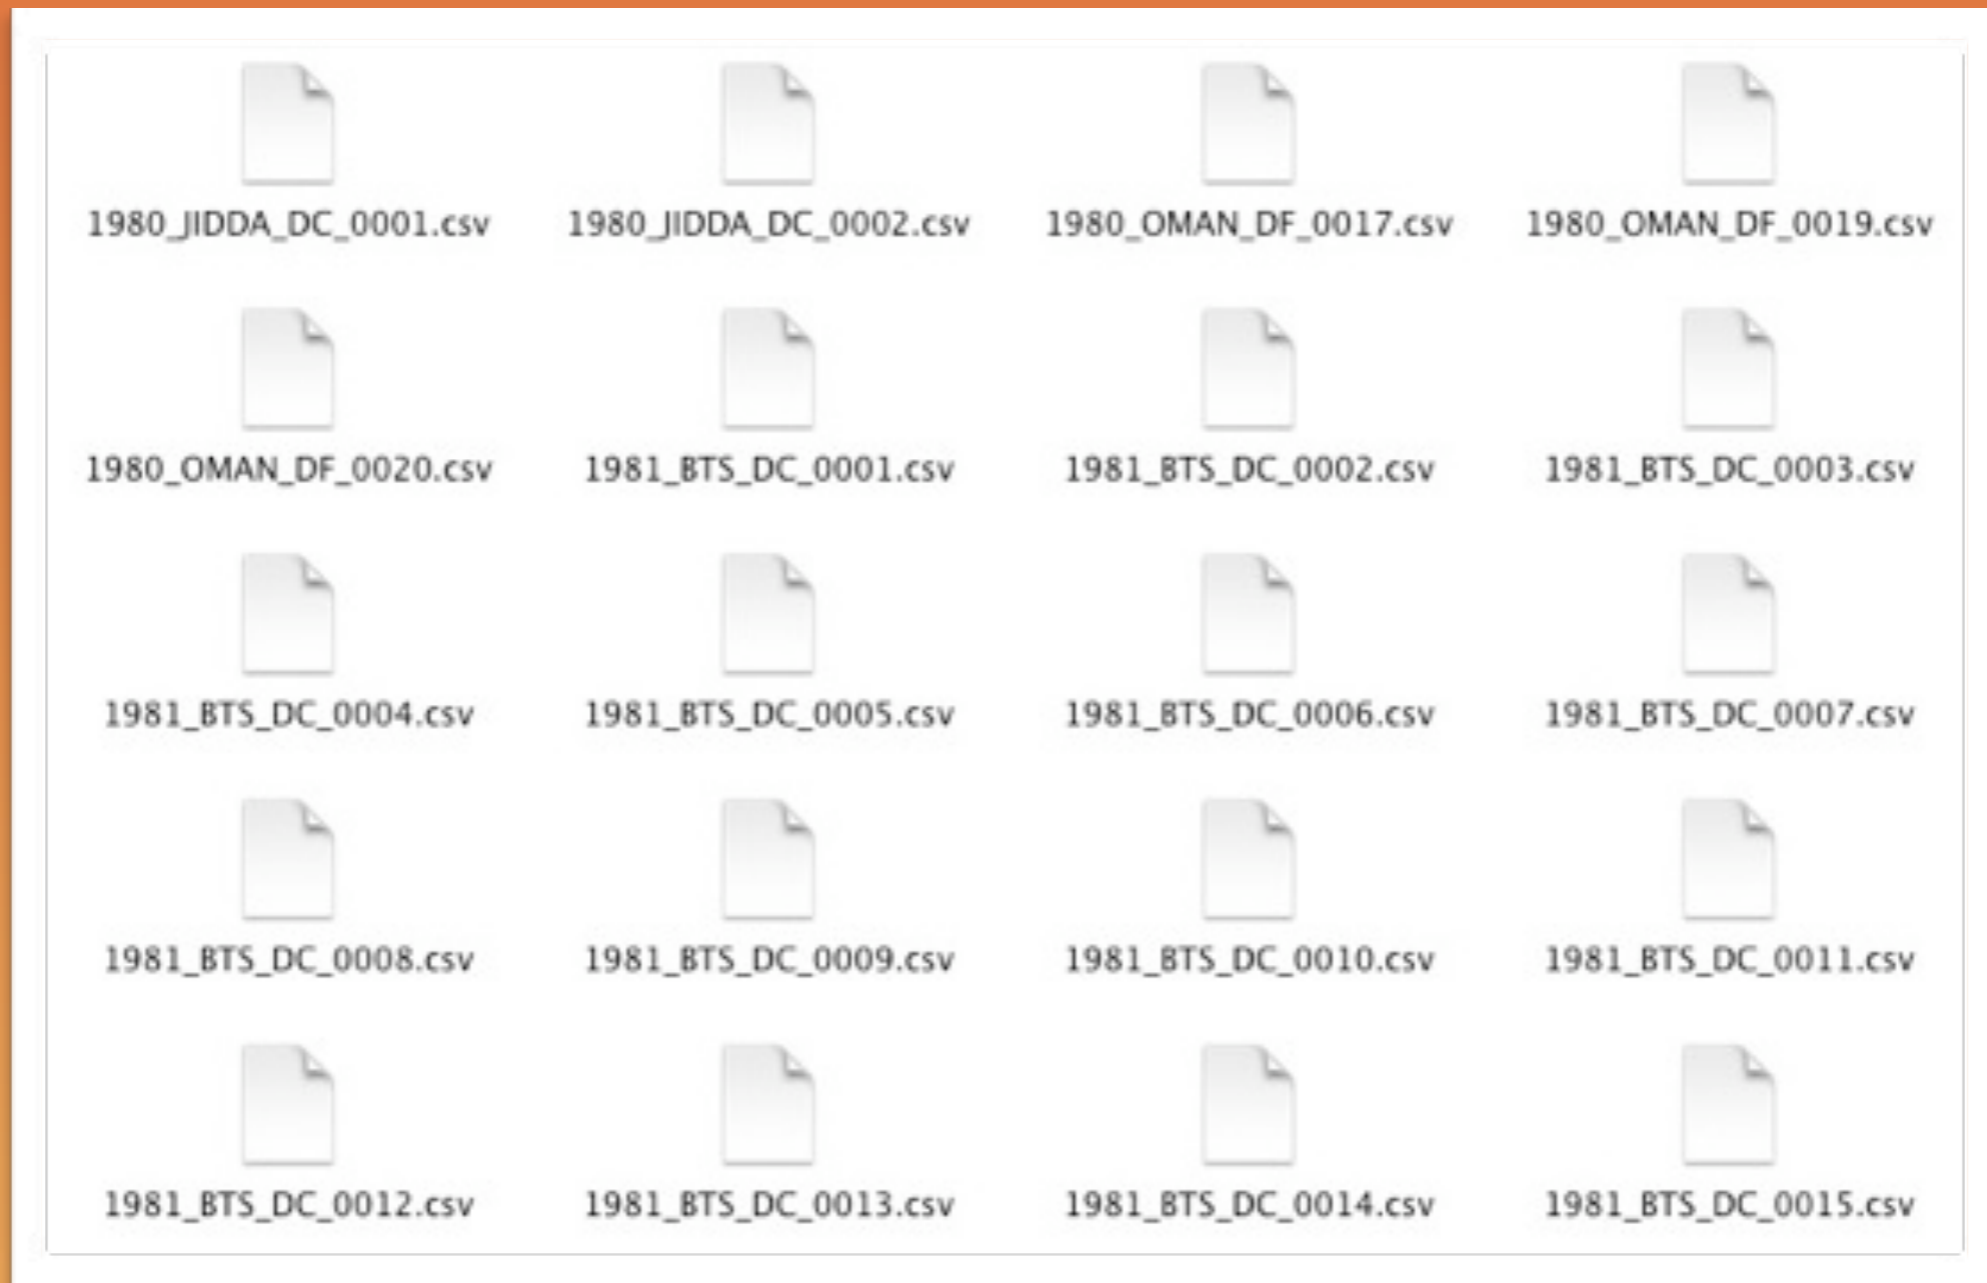 1980_JIDDA_DC_0001.csv 1980_JIDDA_DC_0002.csv 1980_OMAN_DF_0017.csv 1980_OMAN_DF_0019.csv
1980_OMAN_DF_0020.csv 1981_BTS_DC_0001.csv 1981_BTS_DC_0002.csv 1981_BTS_DC_0003.csv
1981_BTS_DC_0004.csv 1981_BTS_DC_0005.csv 1981_BTS_DC_0006.csv 1981_BTS_DC_0007.csv
1981_BTS_DC_0008.csv 1981_BTS_DC_0009.csv 1981_BTS_DC_0010.csv 1981_BTS_DC_0011.csv
1981_BTS_DC_0012.csv 1981_BTS_DC_0013.csv 1981_BTS_DC_0014.csv 1981_BTS_DC_0015.csv